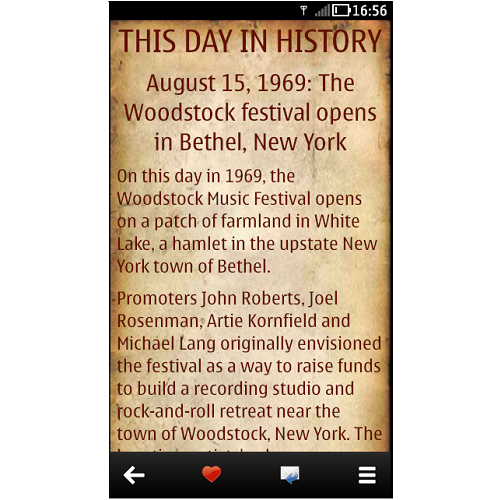 16:56
THIS DAY IN HISTORY
August 15, 1969: The
Woodstock festival opens
in Bethel, New York
On this day in 1969, the
Woodstock Music Festival opens
on a patch of farmland in White
Lake, a hamlet in the upstate New
York town of Bethel.
Promoters John Roberts, Joel
Rosenman, Artie Kornfield and
Michael Lang originally envisioned
the festival as a way to raise funds
to build a recording studio and
rock-and-roll retreat near the
town of Woodstock, New York. The